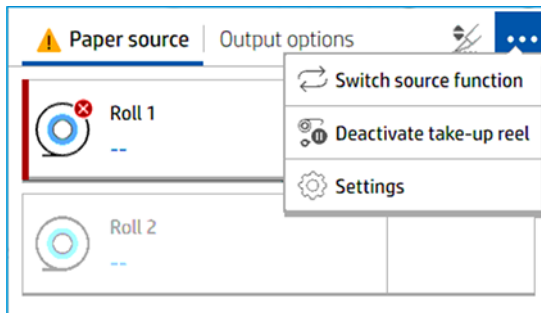 Paper source
Output options
Switch source function
Roll 1
--
Deactivate take-up reel
Settings
Roll 2
--